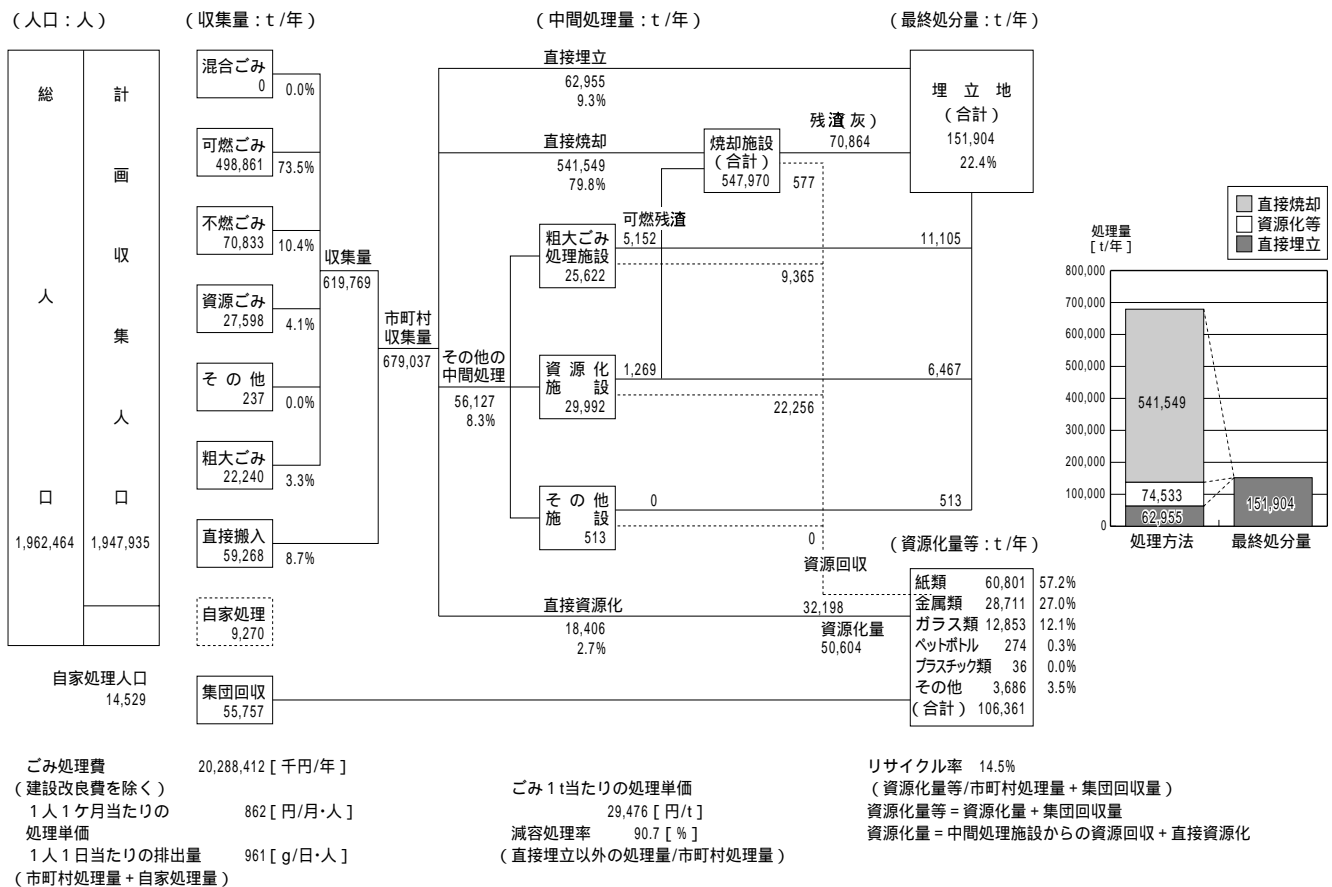 (人口:人)
(収集量:t/年)
(中間処理量:t/年)
(最終処分量:t/年)
総人口
1,962,464
計画収集人口
1,947,935
自家処理人口
14,529
混合ごみ
0
0.0%
可燃ごみ
498,861
73.5%
不燃ごみ
70,833
10.4%
資源ごみ
27,598
4.1%
その他
237
0.0%
粗大ごみ
22,240
3.3%
直接搬入
59,268
8.7%
自家処理
9,270
集団回収
55,757
収集量
619,769
市町村
収集量
679,037
直接埋立
62,955
9.3%
直接焼却
541,549
79.8%
その他の
中間処理
56,127
8.3%
直接資源化
18,406
2.7%
焼却施設
(合計)
547,970
残渣(灰)
70,864
577
可燃残渣
粗大ごみ
処理施設
25,622
5,152
11,105
9,365
資源化
施設
29,992
1,269
6,467
22,256
その他
施設
513
0
513
0
資源回収
32,198
資源化量
50,604
埋立地
(合計)
151,904
22.4%
(資源化量等:t/年)
紙類 60,801 57.2%
金属類 28,711 27.0%
ガラス類 12,853 12.1%
ペットボトル 274 0.3%
プラスチック類 36 0.0%
その他 3,686 3.5%
(合計) 106,361
直接焼却
資源化等
直接埋立
処理量
[t/年]
800,000
700,000
600,000
500,000
400,000
300,000
200,000
100,000
0
541,549
74,533
62,955
151,904
処理方法
最終処分量
ごみ処理費 20,288,412[千円/年]
(建設改良費を除く)
1人1ケ月当たりの 862[円/月・人]
処理単価
1人1日当たりの排出量 961[g/日・人]
(市町村処理量+自家処理量)
ごみ1t当たりの処理単価
29,476[円/t]
減容処理率 90.7[%]
(直接埋立以外の処理量/市町村処理量)
リサイクル率 14.5%
(資源化量等/市町村処理量+集団回収量)
資源化量等=資源化量+集団回収量
資源化量=中間処理施設からの資源回収+直接資源化